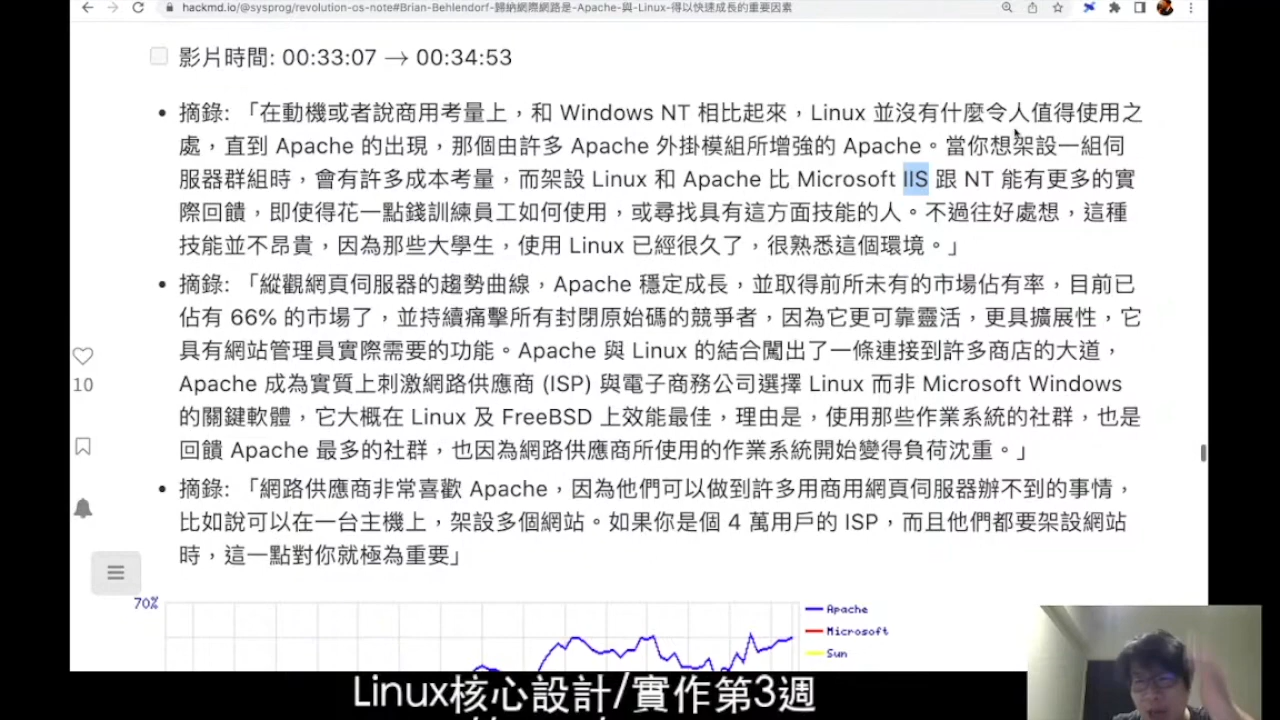 hackmd.io/@sysprog/revolution-os-note#Brian-Behlendorf-歸納網際網路是-Apache-與-Linux-得以快速成長的重要因素
影片時間: 00:33:07 → 00:34:53
• 摘錄: 「在動機或者說商用考量上，和 Windows NT 相比起來，Linux 並沒有什麼令人值得使用之
處，直到 Apache 的出現，那個由許多 Apache 外掛模組所增強的 Apache。當你想架設一組伺
服器群組時，會有許多成本考量，而架設 Linux 和 Apache 比 Microsoft IIS 跟 NT 能有更多的實
際回饋，即使得花一點錢訓練員工如何使用，或尋找具有這方面技能的人。不過往好處想，這種
技能並不昂貴，因為那些大學生，使用 Linux 已經很久了，很熟悉這個環境。」
• 摘錄: 「縱觀網頁伺服器的趨勢曲線，Apache 穩定成長，並取得前所未有的市場佔有率，目前已
佔有 66% 的市場了，並持續痛擊所有封閉原始碼的競爭者，因為它更可靠靈活，更具擴展性，它
具有網站管理員實際需要的功能。Apache 與 Linux 的結合闖出了一條連接到許多商店的大道，
Apache 成為實質上刺激網路供應商 (ISP) 與電子商務公司選擇 Linux 而非 Microsoft Windows
的關鍵軟體，它大概在 Linux 及 FreeBSD 上效能最佳，理由是，使用那些作業系統的社群，也是
回饋 Apache 最多的社群，也因為網路供應商所使用的作業系統開始變得負荷沈重。」
10
• 摘錄: 「網路供應商非常喜歡 Apache，因為他們可以做到許多用商用網頁伺服器辦不到的事情，
比如說可以在一台主機上，架設多個網站。如果你是個 4 萬用戶的 ISP，而且他們都要架設網站
時，這一點對你就極為重要」
70%
Apache
Microsoft
Sun
Linux核心設計/實作第3週